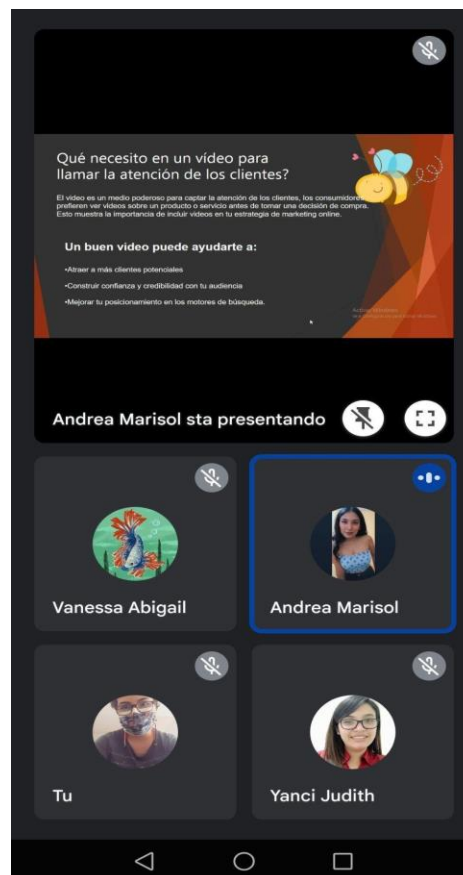 Qué necesito en un vídeo para
llamar la atención de los clientes?
El video es un medio poderoso para captar la atención de los clientes, los consumidores
prefieren ver vídeos sobre un producto o servicio antes de tomar una decisión de compra.
Esto muestra la importancia de incluir videos en tu estrategia de marketing online.
Un buen video puede ayudarte a:
•Atraer a más clientes potenciales
•Construir confianza y credibilidad con tu audiencia
•Mejorar tu posicionamiento en los motores de búsqueda.
Activar Windows
Andrea Marisol sta presentando
Vanessa Abigail
Andrea Marisol
Tu
Yanci Judith